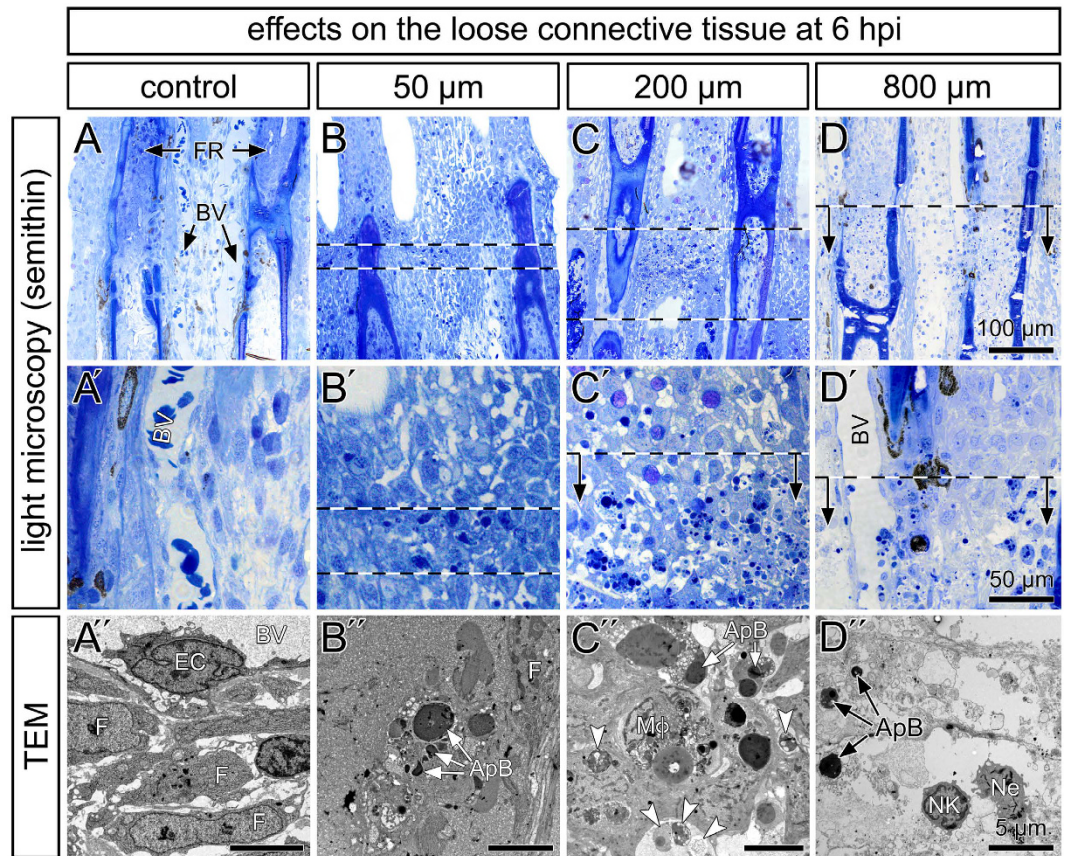 effects on the loose connective tissue at 6 hpi
control
50 µm
200 µm
800 µm
light microscopy (semithin)
A
FR
BV
B
C
D
100 µm
A´
BV
B´
C´
D´
BV
50 µm
TEM
A´´
BV
EC
F
F
F
B´´
F
ApB
C´´
ApB
Mϕ
D´´
ApB
NK
Ne
5 µm